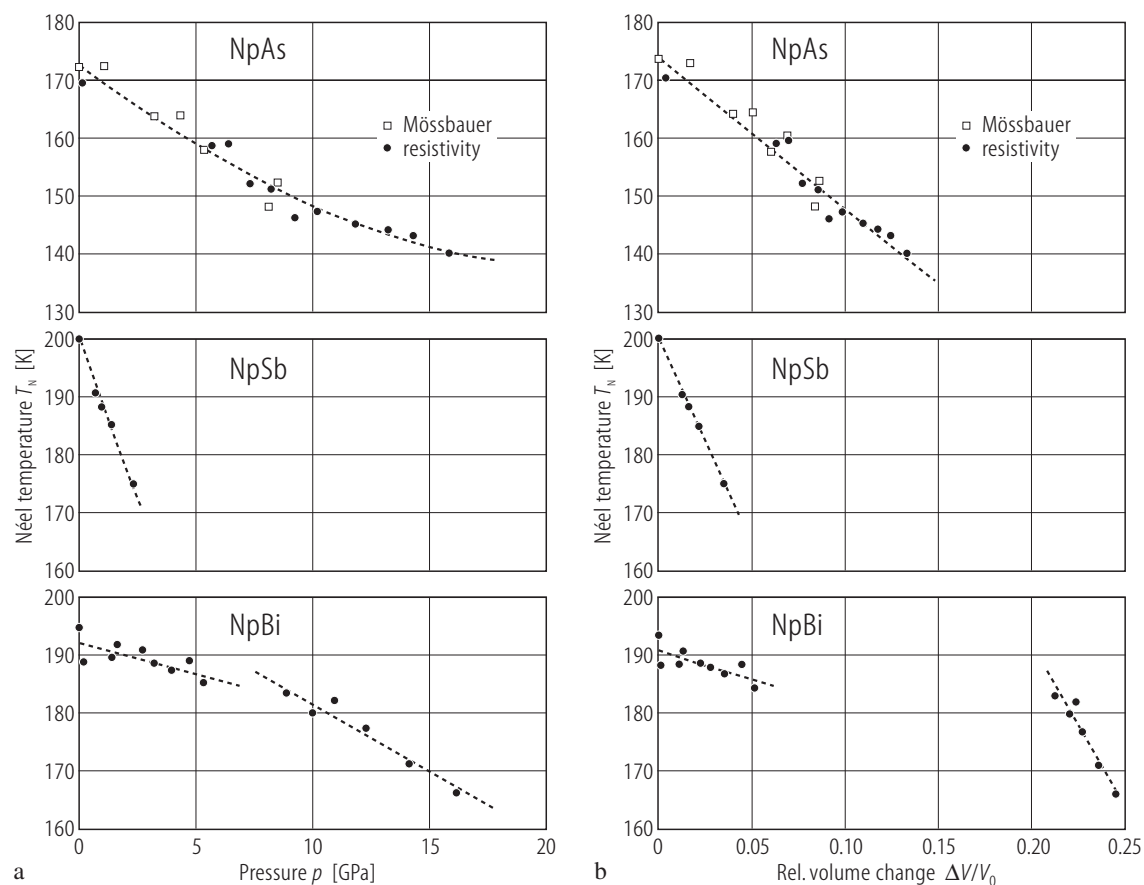 180
170
160
150
140
130
NpAs
Mössbauer
resistivity
200
190
180
170
160
NpSb
200
190
180
170
160
NpBi
0
5
10
15
20
Néel temperature T_N [K]
Pressure p [GPa]
a
180
170
160
150
140
130
NpAs
Mössbauer
resistivity
200
190
180
170
160
NpSb
200
190
180
170
160
NpBi
0
0.05
0.10
0.15
0.20
0.25
Néel temperature T_N [K]
Rel. volume change ΔV/V₀
b